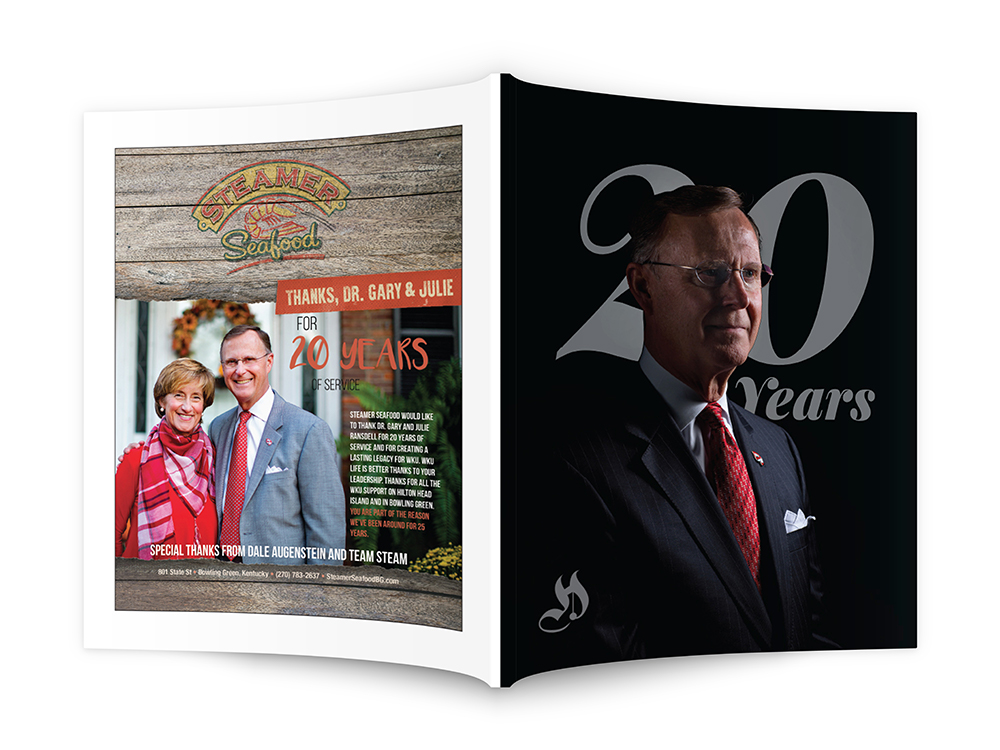 STEAMER
Seafood
THANKS, DR. GARY & JULIE
FOR
20 YEARS
OF SERVICE
STEAMER SEAFOOD WOULD LIKE
TO THANK DR. GARY AND JULIE
RANSDELL FOR 20 YEARS OF
SERVICE AND FOR CREATING A
LASTING LEGACY FOR WKU. WKU
LIFE IS BETTER THANKS TO YOUR
LEADERSHIP. THANKS FOR ALL THE
WKU SUPPORT ON HILTON HEAD
ISLAND AND IN BOWLING GREEN.
YOU ARE PART OF THE REASON
WE'VE BEEN AROUND FOR 25
YEARS.
SPECIAL THANKS FROM DALE AUGENSTEIN AND TEAM STEAM
801 State St • Bowling Green, Kentucky • (270) 783-2637 • SteamerSeafoodBG.com
20
Years
H